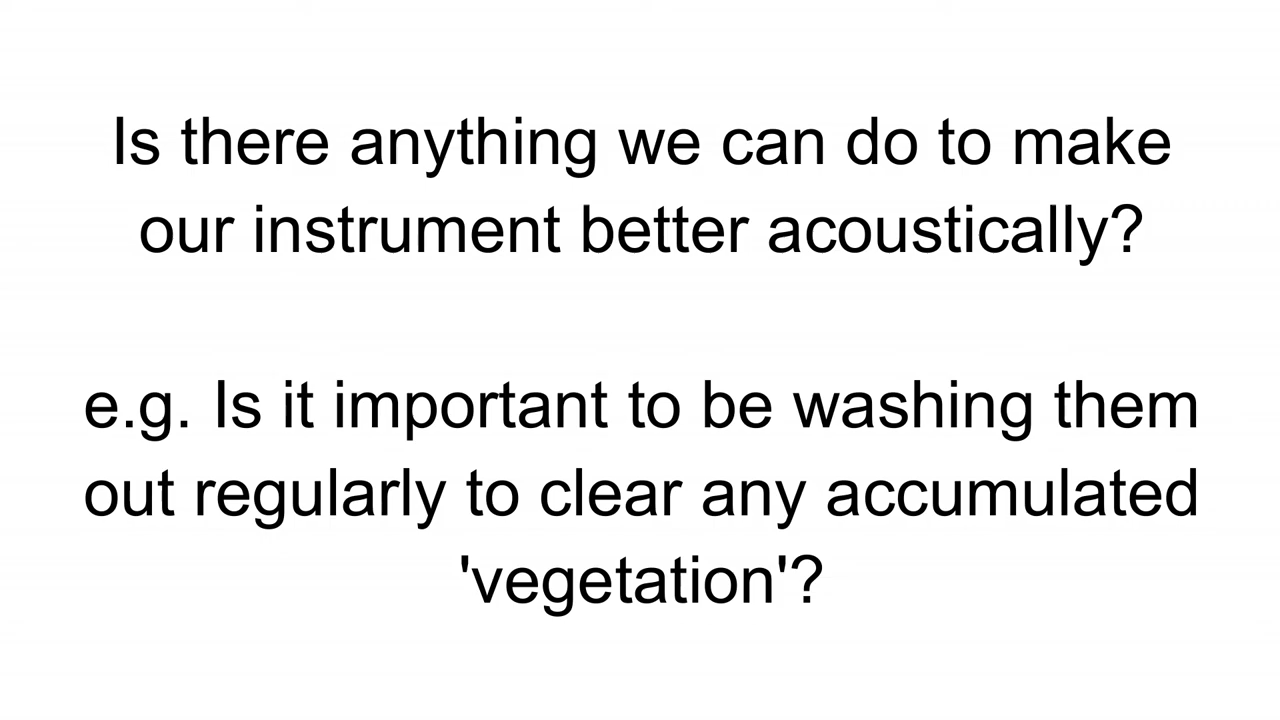 Is there anything we can do to make
our instrument better acoustically?
e.g. Is it important to be washing them
out regularly to clear any accumulated
'vegetation'?